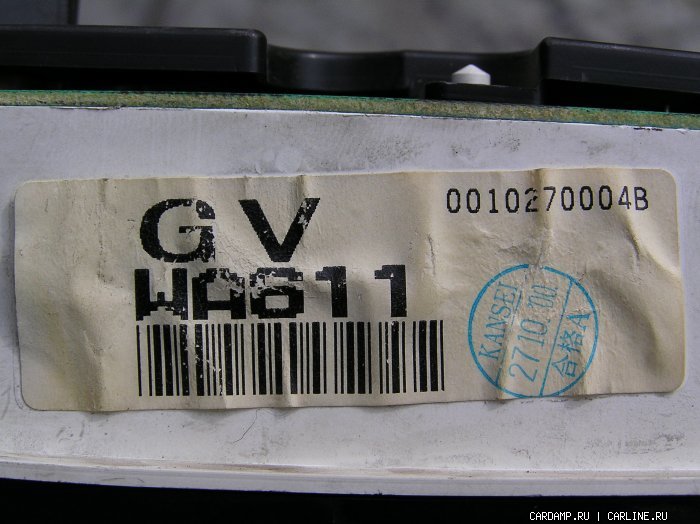 GV
0010270004B
WA611
KANSEI
27 10 00
合格A
CARDAMP.RU | CARLINE.RU